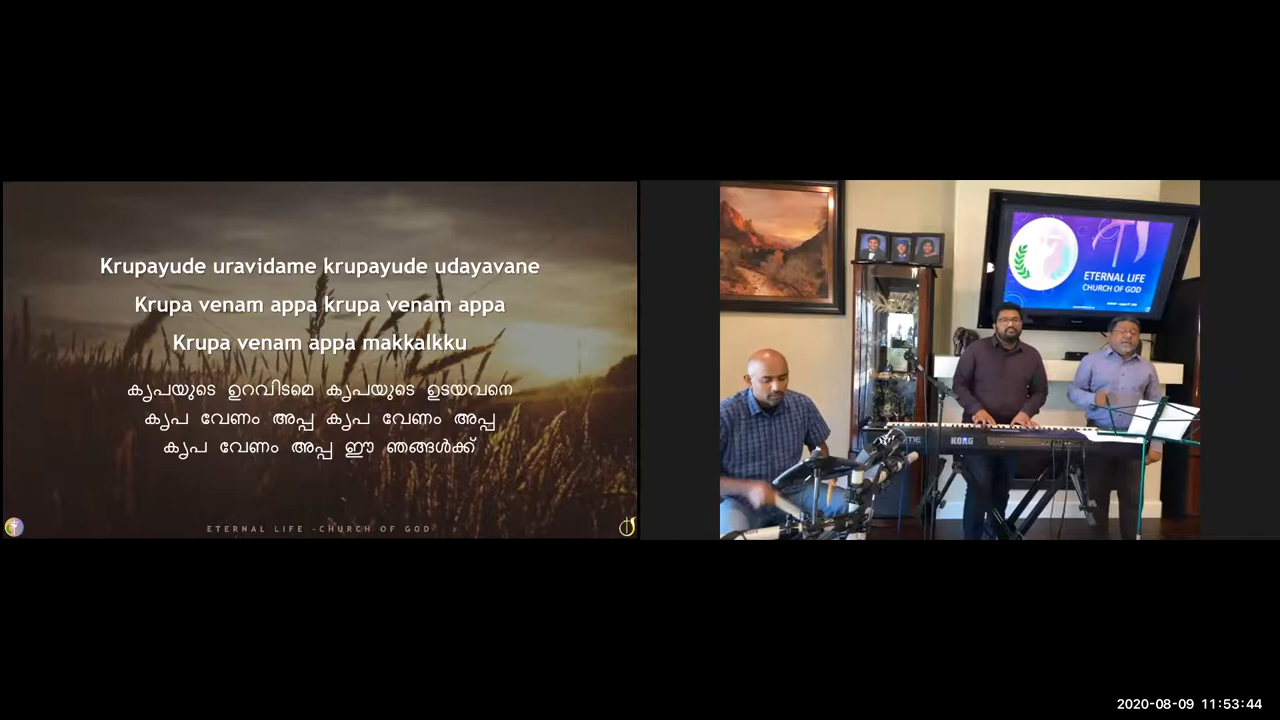 Krupayude uravidame krupayude udayavane
Krupa venam appa krupa venam appa
Krupa venam appa makkalkku
കൃപയുടെ ഉറവിടമെ കൃപയുടെ ഉടയവനെ
കൃപ വേണം അപ്പ കൃപ വേണം അപ്പ
കൃപ വേണം അപ്പ ഈ ഞങ്ങൾക്ക്
ETERNAL LIFE -CHURCH OF GOD
ETERNAL LIFE
CHURCH OF GOD
KORG
2020-08-09 11:53:44